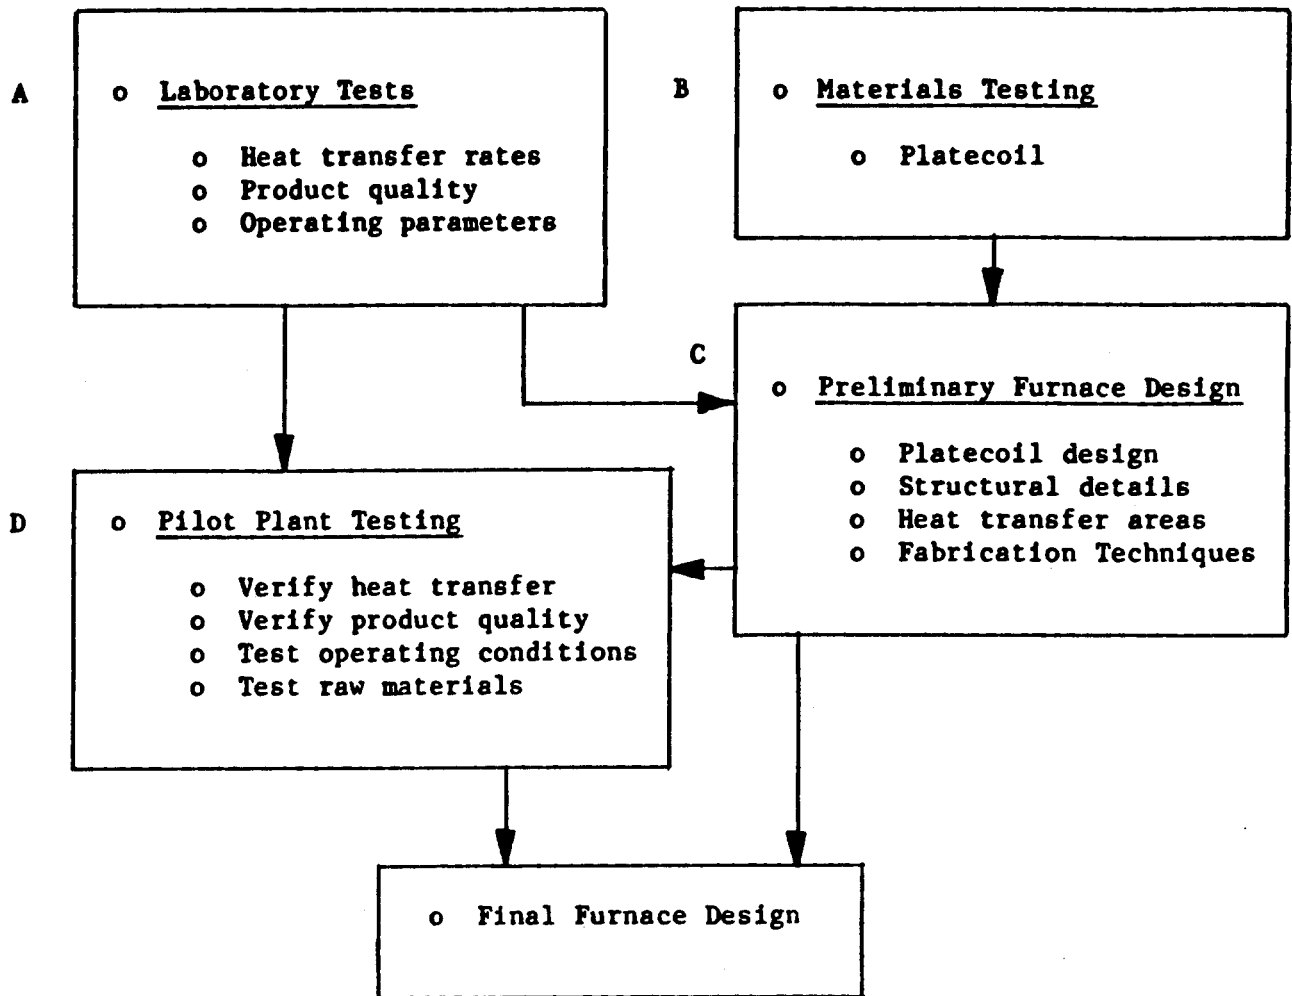 A
o Laboratory Tests
o Heat transfer rates
o Product quality
o Operating parameters
B
o Materials Testing
o Platecoil
C
o Preliminary Furnace Design
o Platecoil design
o Structural details
o Heat transfer areas
o Fabrication Techniques
D
o Pilot Plant Testing
o Verify heat transfer
o Verify product quality
o Test operating conditions
o Test raw materials
o Final Furnace Design